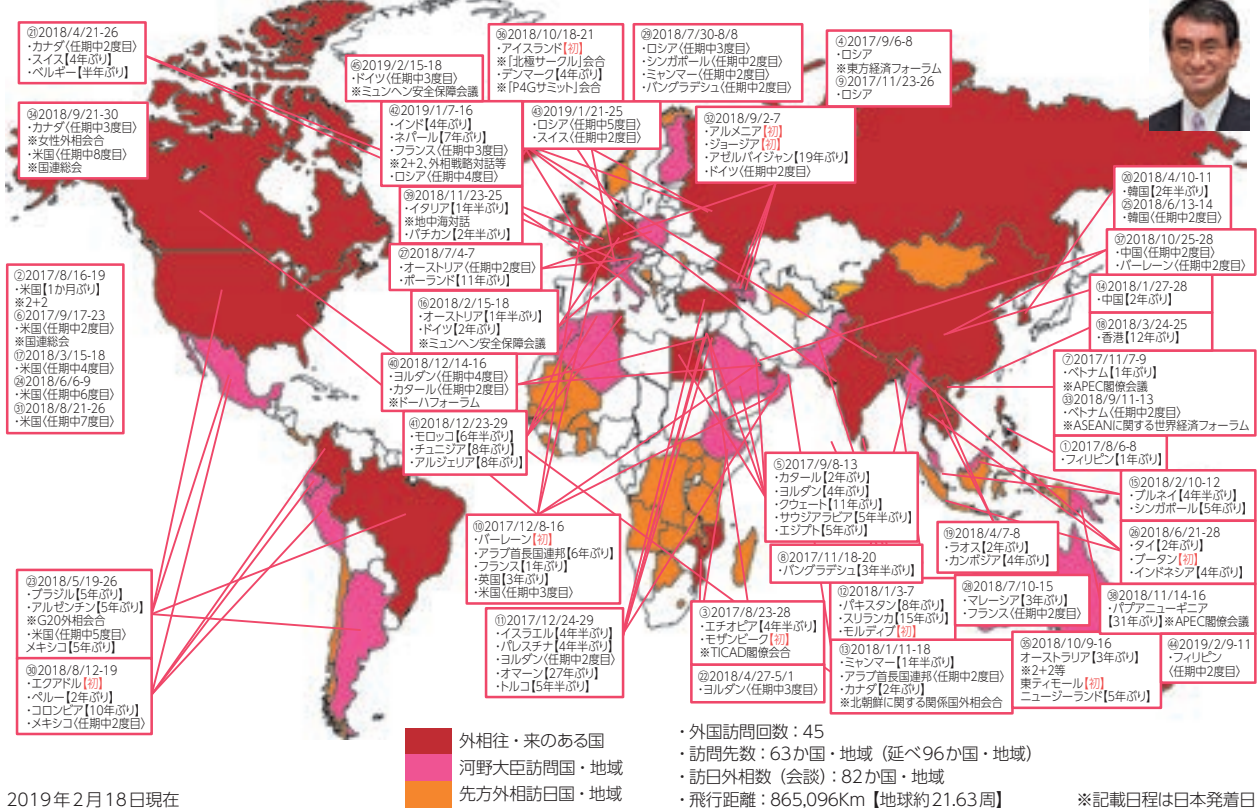 ㉑2018/4/21-26
・カナダ〈任期中2度目〉
・スイス【4年ぶり】
・ベルギー【半年ぶり】
㉞2018/9/21-30
・カナダ〈任期中3度目〉
※女性外相会合
・米国〈任期中8度目〉
※国連総会
㊺2019/2/15-18
・ドイツ〈任期中3度目〉
※ミュンヘン安全保障会議
㊱2018/10/18-21
・アイスランド【初】
※「北極サークル」会合
・デンマーク【4年ぶり】
※「P4Gサミット」会合
㉙2018/7/30-8/8
・ロシア〈任期中3度目〉
・シンガポール〈任期中2度目〉
・ミャンマー〈任期中2度目〉
・バングラデシュ〈任期中2度目〉
④2017/9/6-8
・ロシア
※東方経済フォーラム
⑨2017/11/23-26
・ロシア
㊷2019/1/7-16
・インド【4年ぶり】
・ネパール【7年ぶり】
・フランス〈任期中3度目〉
※2+2、外相戦略対話等
・ロシア〈任期中4度目〉
㊸2019/1/21-25
・ロシア〈任期中5度目〉
・スイス〈任期中2度目〉
㉜2018/9/2-7
・アルメニア【初】
・ジョージア【初】
・アゼルバイジャン【19年ぶり】
・ドイツ〈任期中2度目〉
⑳2018/4/10-11
・韓国【2年半ぶり】
㉕2018/6/13-14
・韓国〈任期中2度目〉
㊴2018/11/23-25
・イタリア【1年半ぶり】
※地中海対話
・バチカン【2年半ぶり】
㊲2018/10/25-28
・中国〈任期中2度目〉
・バーレーン〈任期中2度目〉
㉗2018/7/4-7
・オーストリア〈任期中2度目〉
・ポーランド【11年ぶり】
②2017/8/16-19
・米国【1か月ぶり】
※2+2
⑥2017/9/17-23
・米国〈任期中2度目〉
※国連総会
⑰2018/3/15-18
・米国〈任期中4度目〉
㉔2018/6/6-9
・米国〈任期中6度目〉
㉛2018/8/21-26
・米国〈任期中7度目〉
⑭2018/1/27-28
・中国【2年ぶり】
⑯2018/2/15-18
・オーストリア【1年半ぶり】
・ドイツ【2年ぶり】
※ミュンヘン安全保障会議
⑱2018/3/24-25
・香港【12年ぶり】
㊵2018/12/14-16
・ヨルダン〈任期中4度目〉
・カタール〈任期中2度目〉
※ドーハフォーラム
⑦2017/11/7-9
・ベトナム【1年ぶり】
※APEC閣僚会議
㉝2018/9/11-13
・ベトナム〈任期中2度目〉
※ASEANに関する世界経済フォーラム
㊶2018/12/23-29
・モロッコ【6年半ぶり】
・チュニジア【8年ぶり】
・アルジェリア【8年ぶり】
①2017/8/6-8
・フィリピン【1年ぶり】
⑤2017/9/8-13
・カタール【2年ぶり】
・ヨルダン【4年ぶり】
・クウェート【11年ぶり】
・サウジアラビア【5年半ぶり】
・エジプト【5年ぶり】
⑮2018/2/10-12
・ブルネイ【4年半ぶり】
・シンガポール【5年ぶり】
⑩2017/12/8-16
・バーレーン【初】
・アラブ首長国連邦【6年ぶり】
・フランス【1年ぶり】
・英国【3年ぶり】
・米国〈任期中3度目〉
⑲2018/4/7-8
・ラオス【2年ぶり】
・カンボジア【4年ぶり】
㉖2018/6/21-28
・タイ【2年ぶり】
・ブータン【初】
・インドネシア【4年ぶり】
⑧2017/11/18-20
・バングラデシュ【3年半ぶり】
㉓2018/5/19-26
・ブラジル【5年ぶり】
・アルゼンチン【5年ぶり】
※G20外相会合
・米国〈任期中5度目〉
メキシコ【5年ぶり】
⑫2018/1/3-7
・パキスタン【8年ぶり】
・スリランカ【15年ぶり】
・モルディブ【初】
㉘2018/7/10-15
・マレーシア【3年ぶり】
・フランス〈任期中2度目〉
㊳2018/11/14-16
・パプアニューギニア
【31年ぶり】※APEC閣僚会議
③2017/8/23-28
・エチオピア【4年半ぶり】
・モザンビーク【初】
※TICAD閣僚会合
⑪2017/12/24-29
・イスラエル【4年半ぶり】
・パレスチナ【4年半ぶり】
・ヨルダン〈任期中2度目〉
・オマーン【27年ぶり】
・トルコ【5年半ぶり】
⑬2018/1/11-18
・ミャンマー【1年半ぶり】
・アラブ首長国連邦〈任期中2度目〉
・カナダ【2年ぶり】
※北朝鮮に関する関係国外相会合
㉟2018/10/9-16
オーストラリア【3年ぶり】
※2+2等
東ティモール【初】
ニュージーランド【5年ぶり】
㊹2019/2/9-11
・フィリピン
〈任期中2度目〉
㉚2018/8/12-19
・エクアドル【初】
・ペルー【2年ぶり】
・コロンビア【10年ぶり】
・メキシコ〈任期中2度目〉
㉒2018/4/27-5/1
・ヨルダン〈任期中3度目〉
外相往・来のある国
河野大臣訪問国・地域
先方外相訪日国・地域
・外国訪問回数：45
・訪問先数：63か国・地域（延べ96か国・地域）
・訪日外相数（会談）：82か国・地域
・飛行距離：865,096Km【地球約21.63周】
2019年2月18日現在
※記載日程は日本発着日